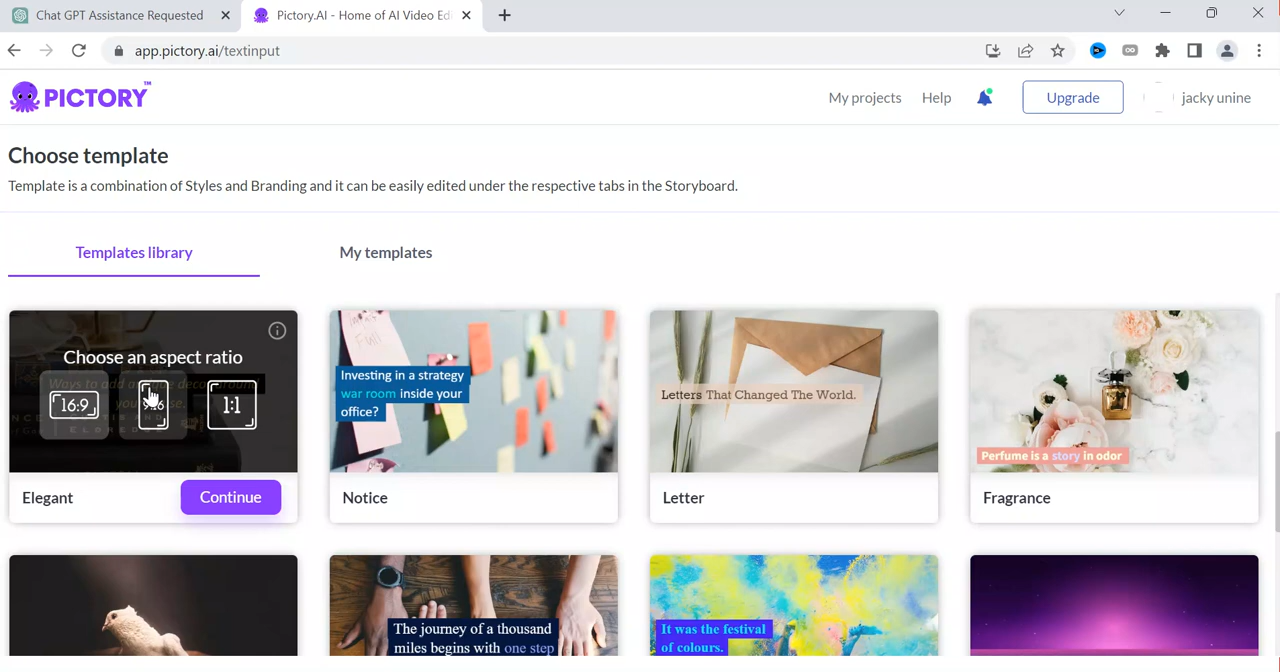 Chat GPT Assistance Requested
Pictory.AI - Home of AI Video Edi
app.pictory.ai/textinput
PICTORY™
My projects
Help
Upgrade
jacky unine
Choose template
Template is a combination of Styles and Branding and it can be easily edited under the respective tabs in the Storyboard.
Templates library
My templates
Choose an aspect ratio
16:9
1:1
Investing in a strategy
war room inside your
office?
Letters That Changed The World.
Perfume is a story in odor
Elegant
Continue
Notice
Letter
Fragrance
The journey of a thousand
miles begins with one step
It was the festival
of colours.